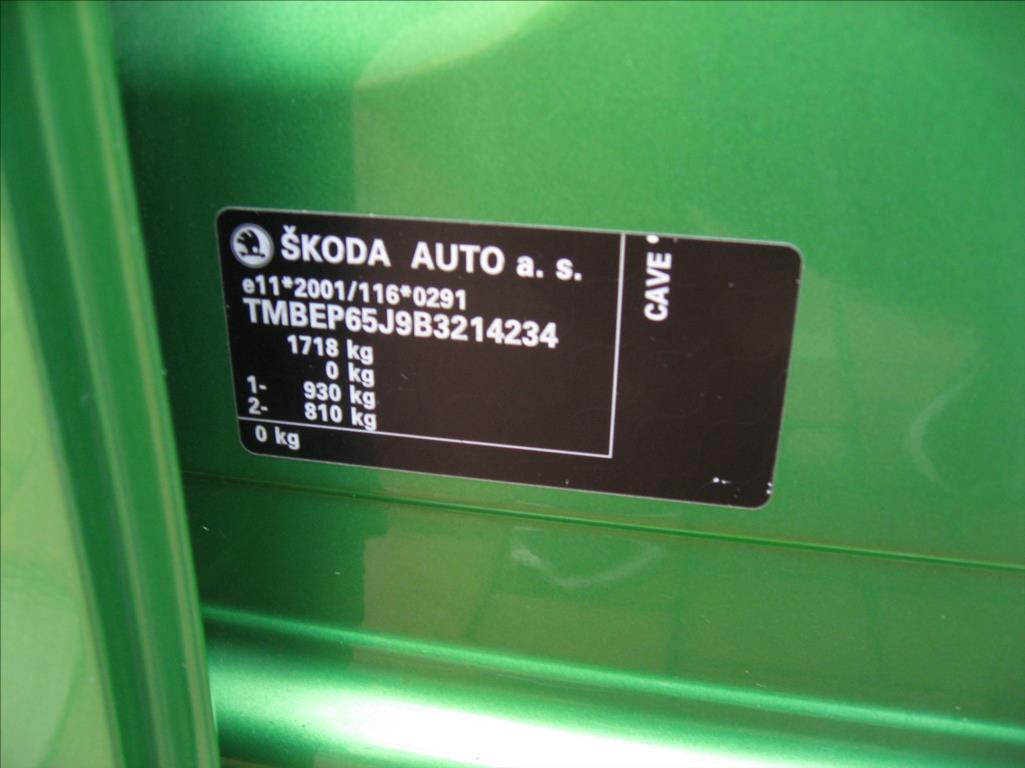 ŠKODA AUTO a. s.
e11*2001/116*0291
TMBEP65J9B3214234
1718 kg
0 kg
1- 930 kg
2- 810 kg
0 kg
CAVE